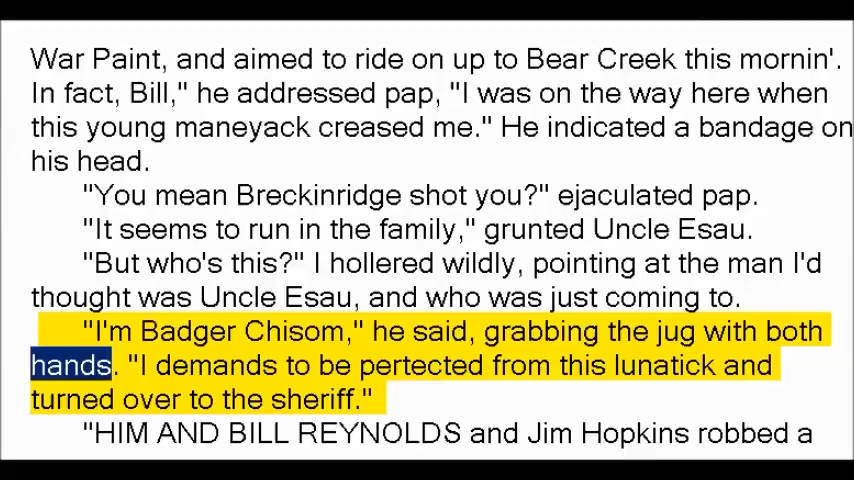 War Paint, and aimed to ride on up to Bear Creek this mornin'.
In fact, Bill," he addressed pap, "I was on the way here when
this young maneyack creased me." He indicated a bandage on
his head.
"You mean Breckinridge shot you?" ejaculated pap.
"It seems to run in the family," grunted Uncle Esau.
"But who's this?" I hollered wildly, pointing at the man I'd
thought was Uncle Esau, and who was just coming to.
"I'm Badger Chisom," he said, grabbing the jug with both
hands. "I demands to be pertected from this lunatick and
turned over to the sheriff."
"HIM AND BILL REYNOLDS and Jim Hopkins robbed a